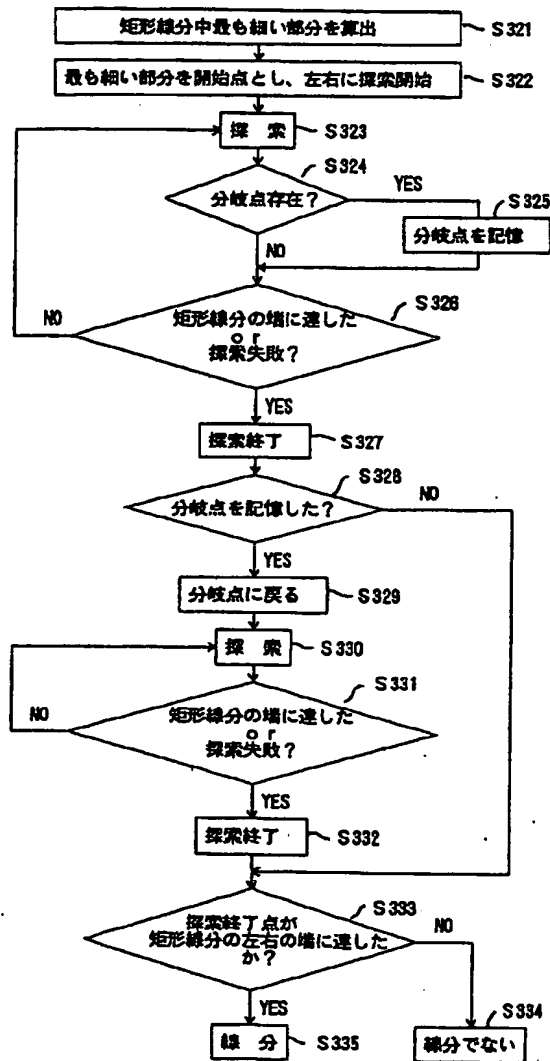 矩形線分中最も細い部分を算出
S321
最も細い部分を開始点とし、左右に探索開始
S322
探 索
S323
S324
分岐点存在?
YES
S325
分岐点を記憶
NO
S326
矩形線分の端に達した
or
探索失敗?
NO
YES
探索終了
S327
S328
分岐点を記憶した?
NO
YES
分岐点に戻る
S329
探 索
S330
S331
矩形線分の端に達した
or
探索失敗?
NO
YES
探索終了
S332
S333
探索終了点が
矩形線分の左右の端に達した
か?
NO
YES
S334
線 分
S335
線分でない